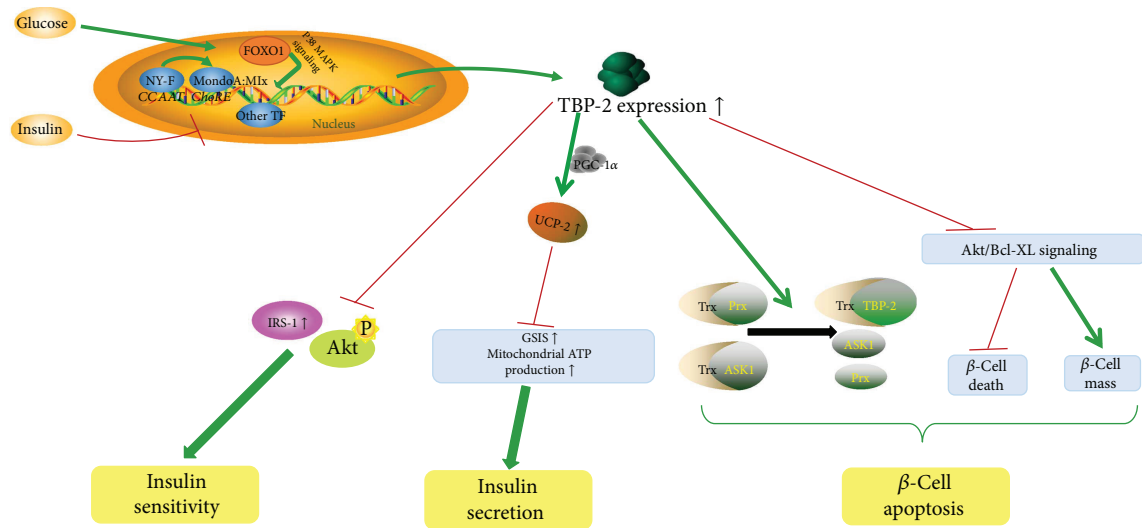 Glucose
FOXO1
P38 MAPK
signaling
NY-F
MondoA:MIx
CCAAT
ChoRE
Other TF
Nucleus
Insulin
TBP-2 expression ↑
PGC-1α
UCP-2 ↑
Akt/Bcl-XL signaling
IRS-1 ↑
P
Akt
GSIS ↑
Mitochondrial ATP
production ↑
Trx Prx
Trx TBP-2
ASK1
Trx ASK1
Prx
β-Cell
death
β-Cell
mass
Insulin
sensitivity
Insulin
secretion
β-Cell
apoptosis